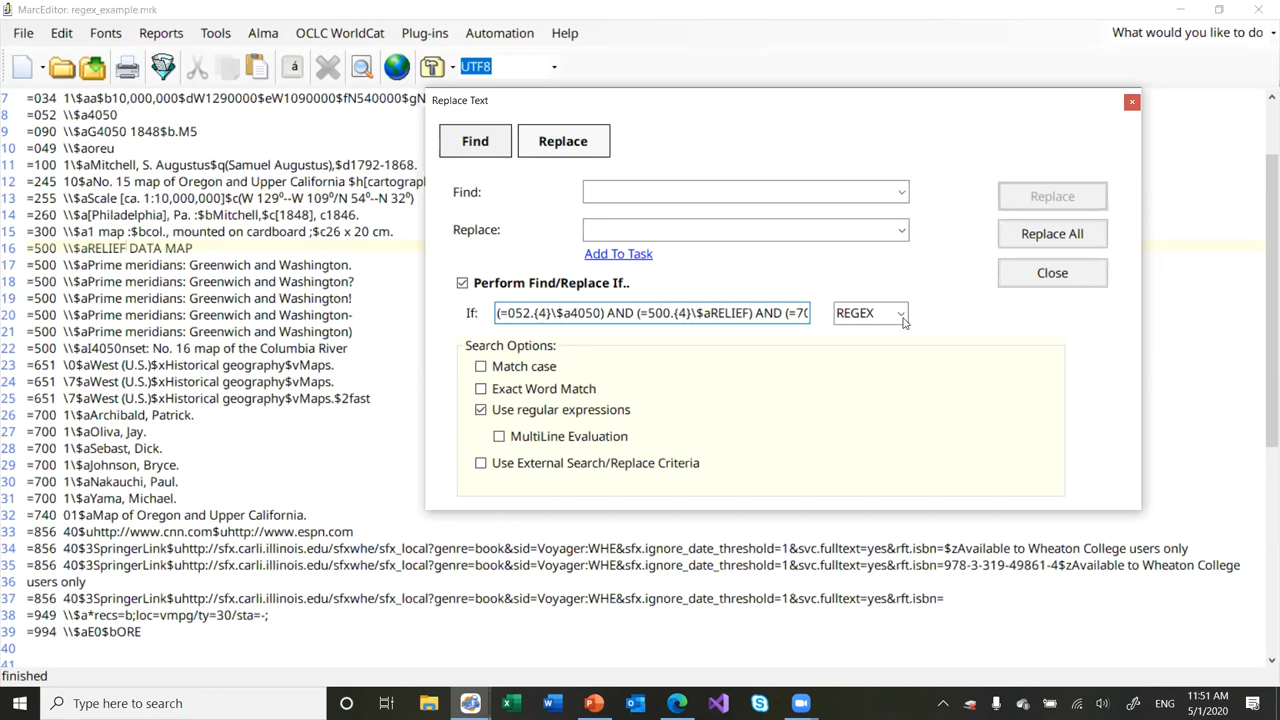 MarcEditor: regex_example.mrk
File Edit Fonts Reports Tools Alma OCLC WorldCat Plug-ins Automation Help What would you like to do
á UTF8
7 =034 1\$aa$b10,000,000$dW1290000$eW1090000$fN540000$gN
8 =052 \\$a4050
9 =090 \\$aG4050 1848$b.M5
10 =049 \\$aoreu
11 =100 1\$aMitchell, S. Augustus$q(Samuel Augustus),$d1792-1868.
12 =245 10$aNo. 15 map of Oregon and Upper California $h[cartograp
13 =255 \\$aScale [ca. 1:10,000,000]$c(W 129⁰--W 109⁰/N 54⁰--N 32⁰)
14 =260 \\$a[Philadelphia], Pa. :$bMitchell,$c[1848], c1846.
15 =300 \\$a1 map :$bcol., mounted on cardboard ;$c26 x 20 cm.
16 =500 \\$aRELIEF DATA MAP
17 =500 \\$aPrime meridians: Greenwich and Washington.
18 =500 \\$aPrime meridians: Greenwich and Washington?
19 =500 \\$aPrime meridians: Greenwich and Washington!
20 =500 \\$aPrime meridians: Greenwich and Washington-
21 =500 \\$aPrime meridians: Greenwich and Washington)
22 =500 \\$aI4050nset: No. 16 map of the Columbia River
23 =651 \0$aWest (U.S.)$xHistorical geography$vMaps.
24 =651 \7$aWest (U.S.)$xHistorical geography$vMaps.
25 =651 \7$aWest (U.S.)$xHistorical geography$vMaps.$2fast
26 =700 1\$aArchibald, Patrick.
27 =700 1\$aOliva, Jay.
28 =700 1\$aSebast, Dick.
29 =700 1\$aJohnson, Bryce.
30 =700 1\$aNakauchi, Paul.
31 =700 1\$aYama, Michael.
32 =740 01$aMap of Oregon and Upper California.
33 =856 40$uhttp://www.cnn.com$uhttp://www.espn.com
34 =856 40$3SpringerLink$uhttp://sfx.carli.illinois.edu/sfxwhe/sfx_local?genre=book&sid=Voyager:WHE&sfx.ignore_date_threshold=1&svc.fulltext=yes&rft.isbn=$zAvailable to Wheaton College users only
35 =856 40$3SpringerLink$uhttp://sfx.carli.illinois.edu/sfxwhe/sfx_local?genre=book&sid=Voyager:WHE&sfx.ignore_date_threshold=1&svc.fulltext=yes&rft.isbn=978-3-319-49861-4$zAvailable to Wheaton College
36 users only
37 =856 40$3SpringerLink$uhttp://sfx.carli.illinois.edu/sfxwhe/sfx_local?genre=book&sid=Voyager:WHE&sfx.ignore_date_threshold=1&svc.fulltext=yes&rft.isbn=
38 =949 \\$a*recs=b;loc=vmpg/ty=30/sta=-;
39 =994 \\$aE0$bORE
40
41
Replace Text
Find Replace
Find:
Replace
Replace:
Replace All
Add To Task
Close
Perform Find/Replace If..
If: (=052.{4}\$a4050) AND (=500.{4}\$aRELIEF) AND (=70 REGEX
Search Options:
Match case
Exact Word Match
Use regular expressions
MultiLine Evaluation
Use External Search/Replace Criteria
finished
Type here to search
ENG
11:51 AM
5/1/2020